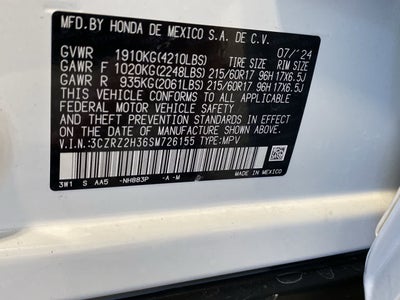 MFD.BY HONDA DE MEXICO S.A. DE C.V.
07/'24
GVWR 1910KG(4210LBS) TIRE SIZE RIM SIZE
GAWR F 1020KG(2248LBS) 215/60R17 96H 17X6.5J
GAWR R 935KG(2061LBS) 215/60R17 96H 17X6.5J
THIS VEHICLE CONFORMS TO ALL APPLICABLE
FEDERAL MOTOR VEHICLE SAFETY
AND THEFT PREVENTION STANDARDS IN EFFECT
ON THE DATE OF MANUFACTURE SHOWN ABOVE.
V.I.N.:3CZRZ2H36SM726155 TYPE:MPV
3W1 S AA5 -NH883P -A -M